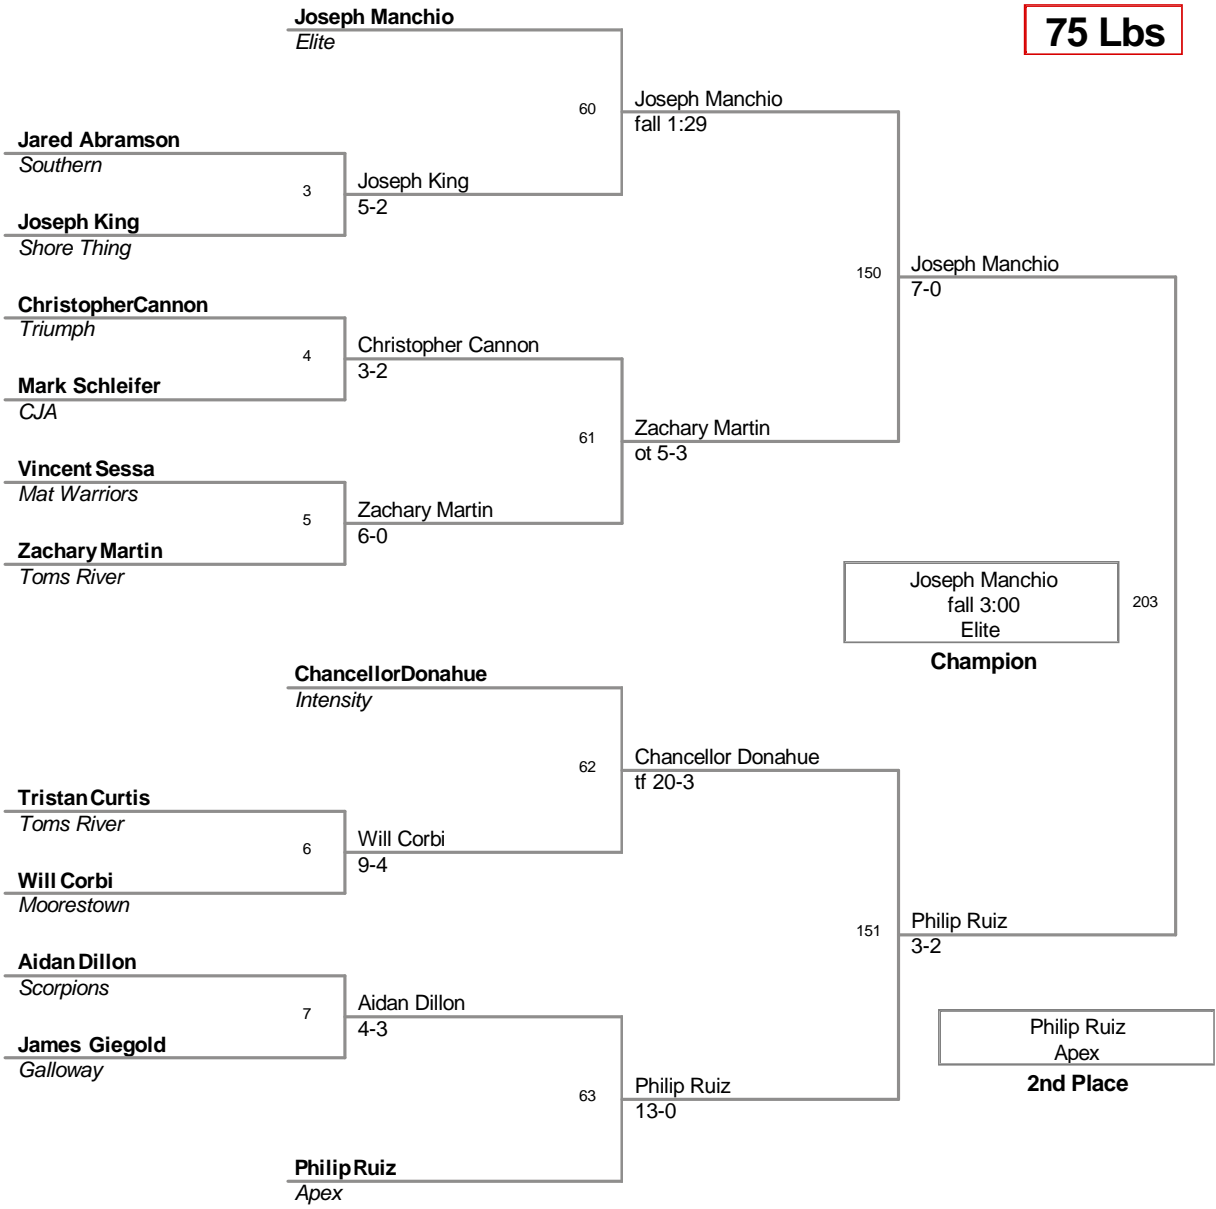 Joseph Manchio
Elite
75 Lbs
60
Joseph Manchio
fall 1:29
Jared Abramson
Southern
3
Joseph King
5-2
Joseph King
Shore Thing
150
Joseph Manchio
7-0
ChristopherCannon
Triumph
4
Christopher Cannon
3-2
Mark Schleifer
CJA
61
Zachary Martin
ot 5-3
Vincent Sessa
Mat Warriors
5
Zachary Martin
6-0
Zachary Martin
Toms River
Joseph Manchio
fall 3:00
Elite
203
Champion
ChancellorDonahue
Intensity
62
Chancellor Donahue
tf 20-3
Tristan Curtis
Toms River
6
Will Corbi
9-4
Will Corbi
Moorestown
151
Philip Ruiz
3-2
Aidan Dillon
Scorpions
7
Aidan Dillon
4-3
James Giegold
Galloway
Philip Ruiz
Apex
2nd Place
63
Philip Ruiz
13-0
Philip Ruiz
Apex